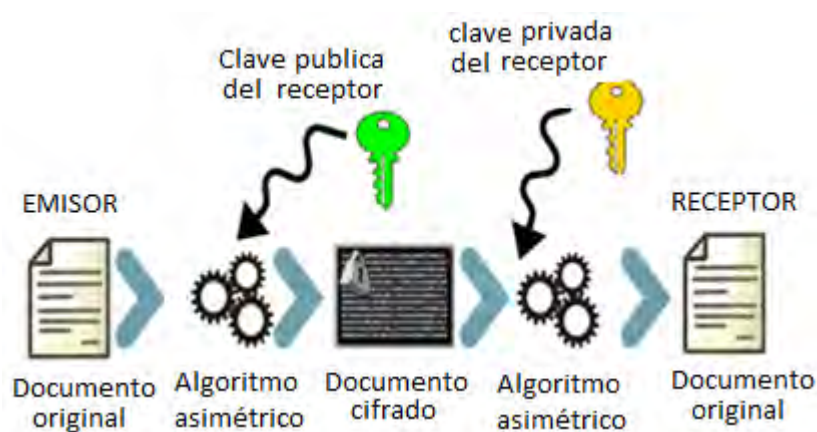 Clave publica
del receptor
clave privada
del receptor
EMISOR
RECEPTOR
Documento
original
Algoritmo
asimétrico
Documento
cifrado
Algoritmo
asimétrico
Documento
original